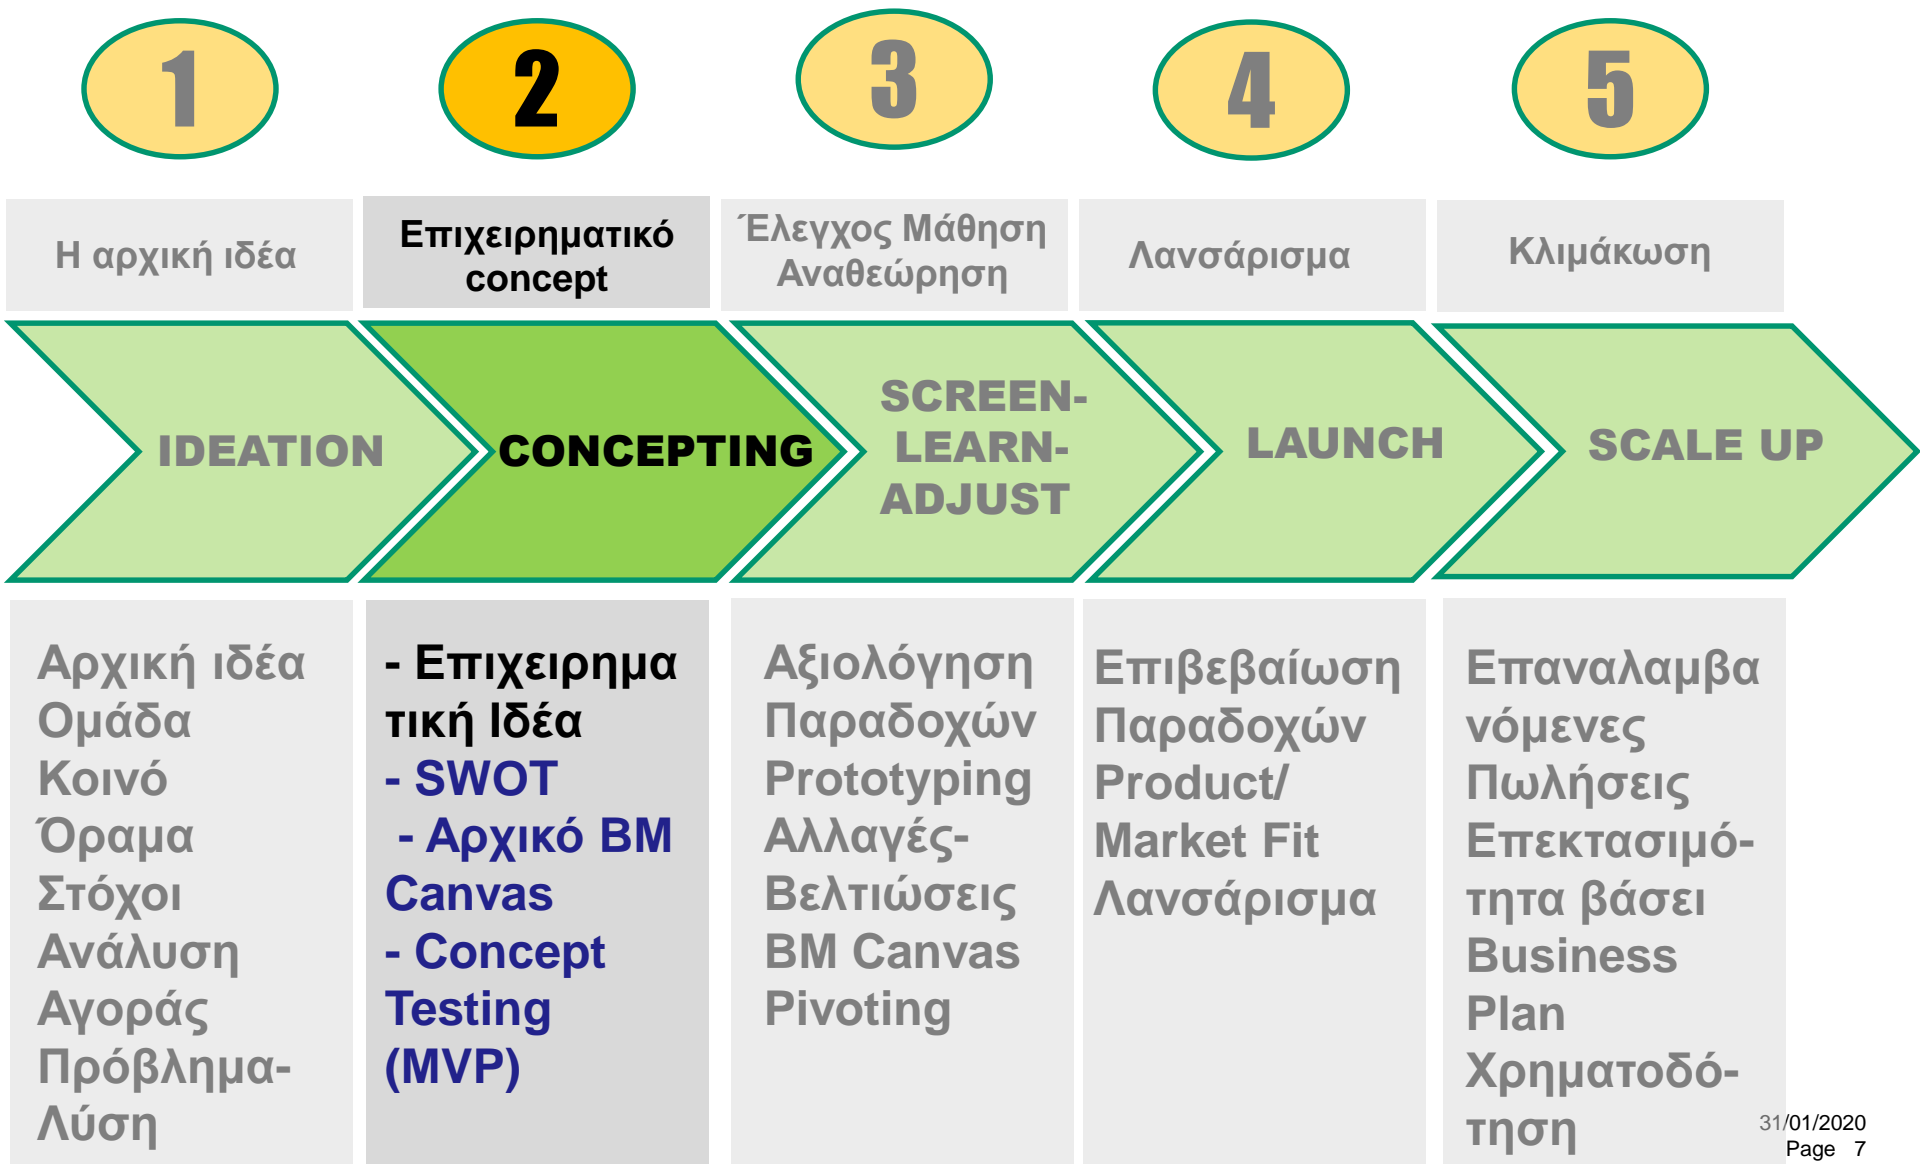 1
2
3
4
5
Η αρχική ιδέα
Επιχειρηματικό
concept
Έλεγχος Μάθηση
Αναθεώρηση
Λανσάρισμα
Κλιμάκωση
IDEATION
CONCEPTING
SCREEN-
LEARN-
ADJUST
LAUNCH
SCALE UP
Αρχική ιδέα
Ομάδα
Κοινό
Όραμα
Στόχοι
Ανάλυση
Αγοράς
Πρόβλημα-
Λύση
- Επιχειρημα
τική Ιδέα
- SWOT
- Αρχικό BM
Canvas
- Concept
Testing
(MVP)
Αξιολόγηση
Παραδοχών
Prototyping
Αλλαγές-
Βελτιώσεις
BM Canvas
Pivoting
Επιβεβαίωση
Παραδοχών
Product/
Market Fit
Λανσάρισμα
Επαναλαμβα
νόμενες
Πωλήσεις
Επεκτασιμό-
τητα βάσει
Business
Plan
Χρηματοδό-
τηση
31/01/2020
Page 7